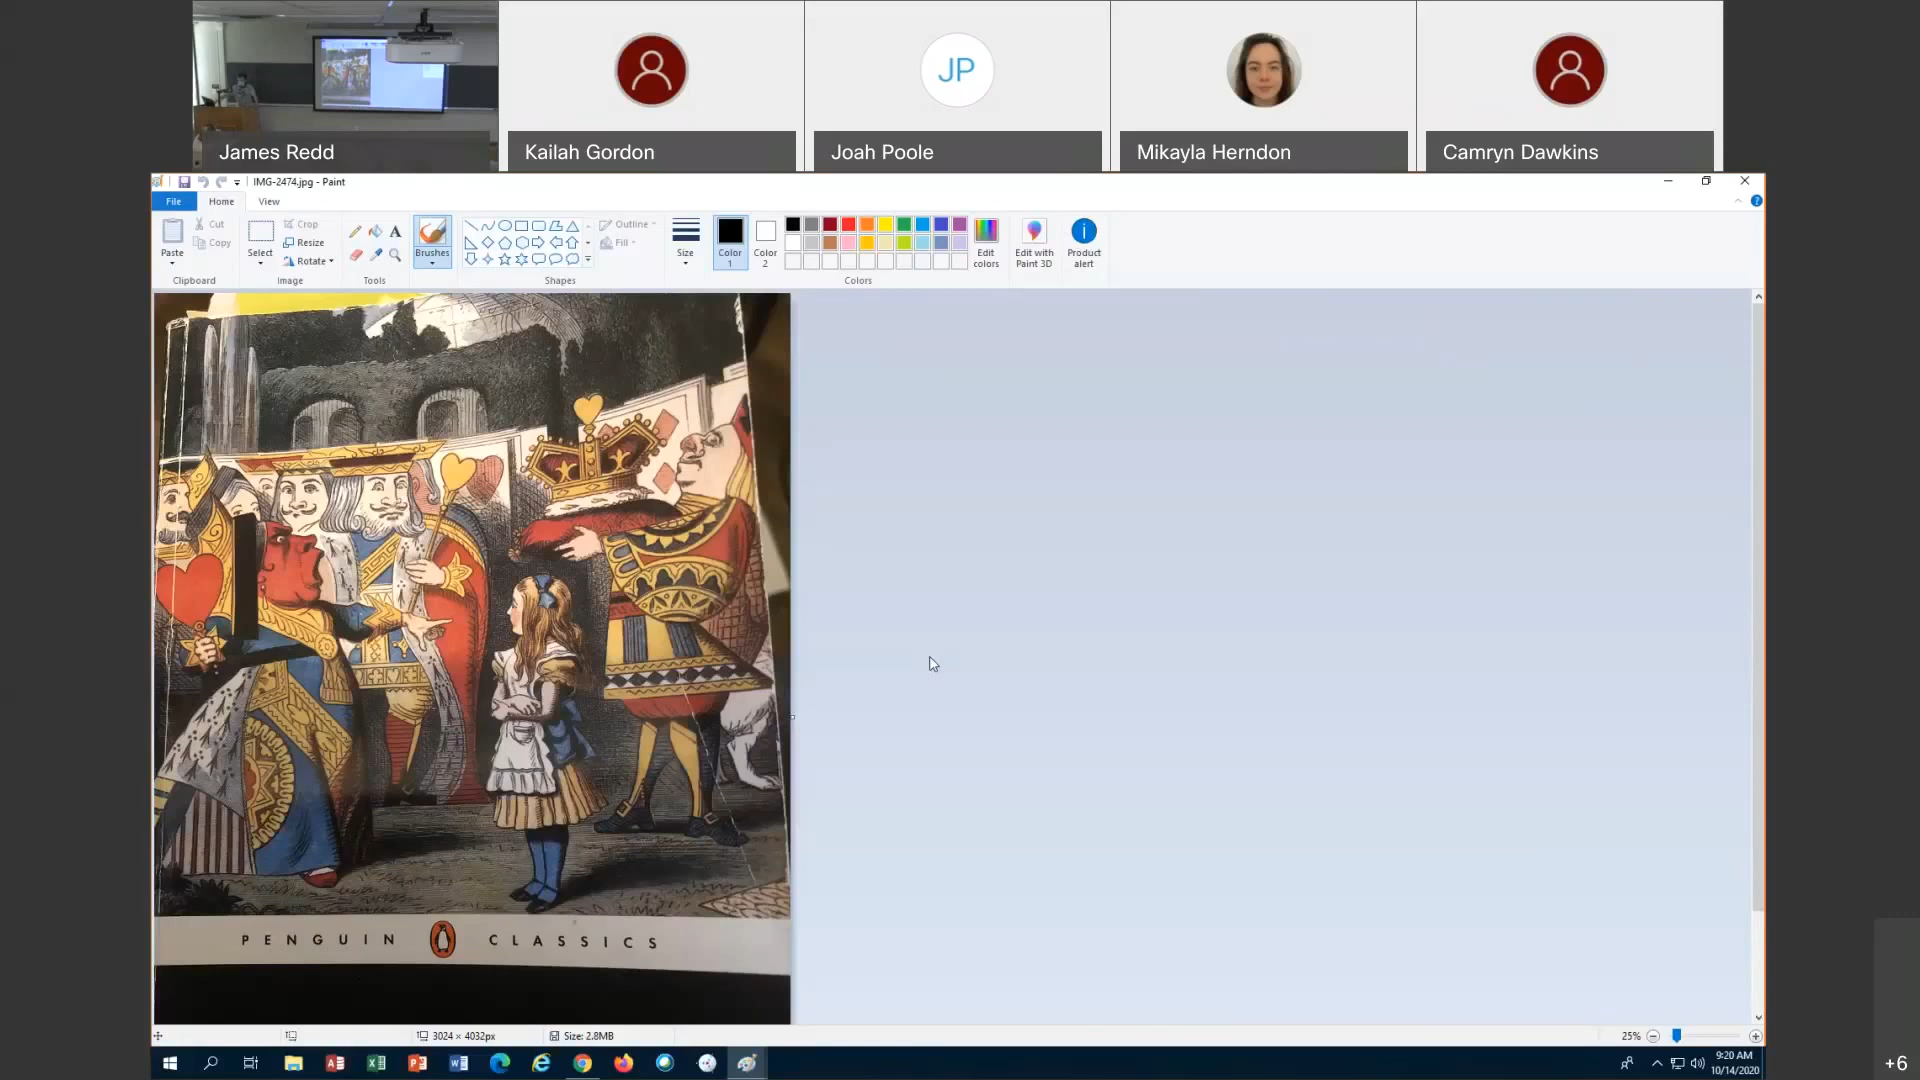 James Redd
Kailah Gordon
JP
Joah Poole
Mikayla Herndon
Camryn Dawkins
IMG-2474.jpg - Paint
File
Home
View
Paste
Cut
Copy
Clipboard
Select
Crop
Resize
Rotate
Image
Tools
Brushes
Shapes
Outline
Fill
Size
Color 1
Color 2
Colors
Edit colors
Edit with Paint 3D
Product alert
PENGUIN CLASSICS
3024 × 4032px
Size: 2.8MB
25%
9:20 AM
10/14/2020
+6